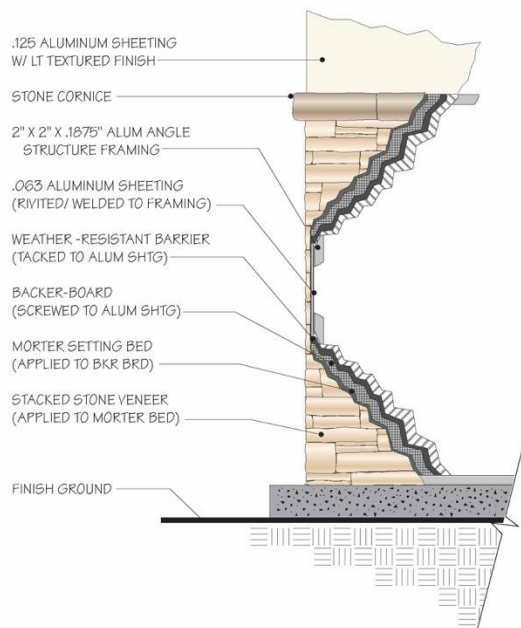 .125 ALUMINUM SHEETING
W/ LT TEXTURED FINISH
STONE CORNICE
2" X 2" X .1875" ALUM ANGLE
STRUCTURE FRAMING
.063 ALUMINUM SHEETING
(RIVITED/ WELDED TO FRAMING)
WEATHER -RESISTANT BARRIER
(TACKED TO ALUM SHTG)
BACKER-BOARD
(SCREWED TO ALUM SHTG)
MORTER SETTING BED
(APPLIED TO BKR BRD)
STACKED STONE VENEER
(APPLIED TO MORTER BED)
FINISH GROUND